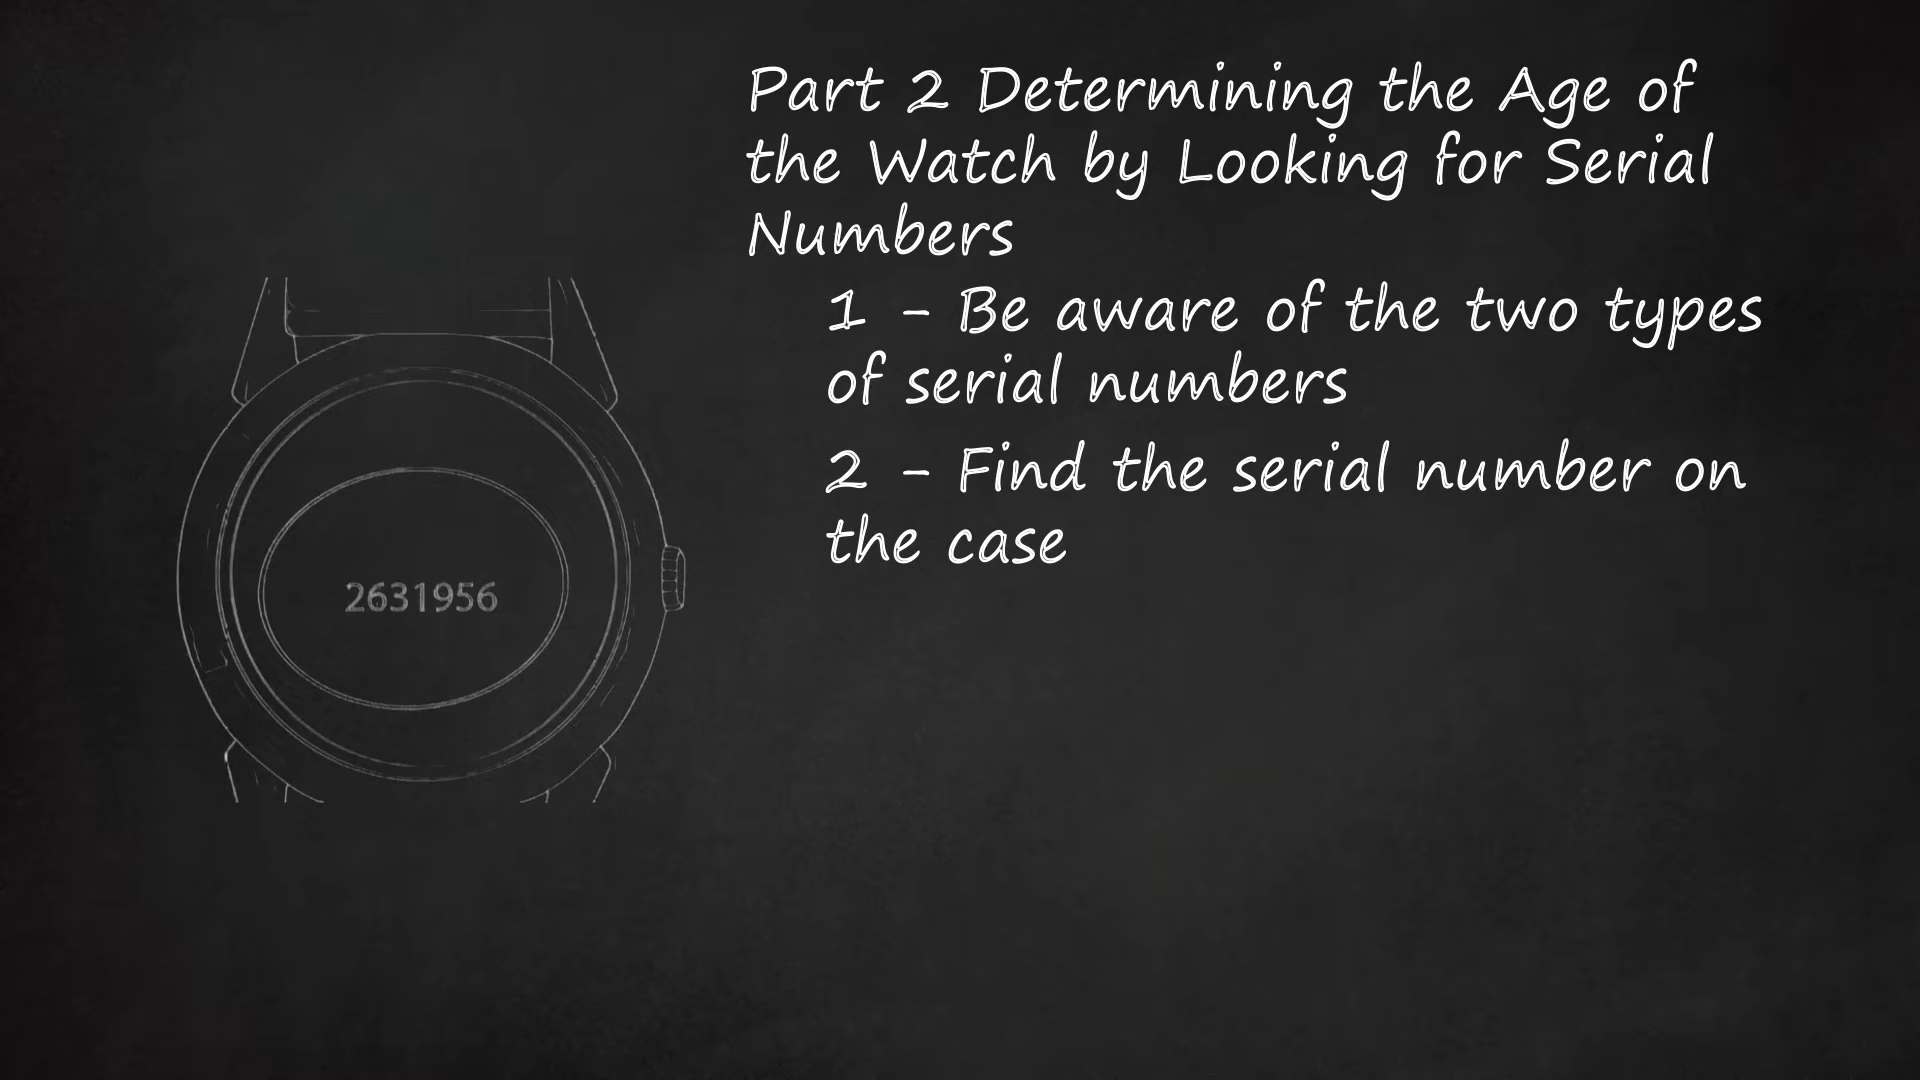 Part 2 Determining the Age of
the Watch by Looking for Serial
Numbers
1 - Be aware of the two types
of serial numbers
2 - Find the serial number on
the case
2631956